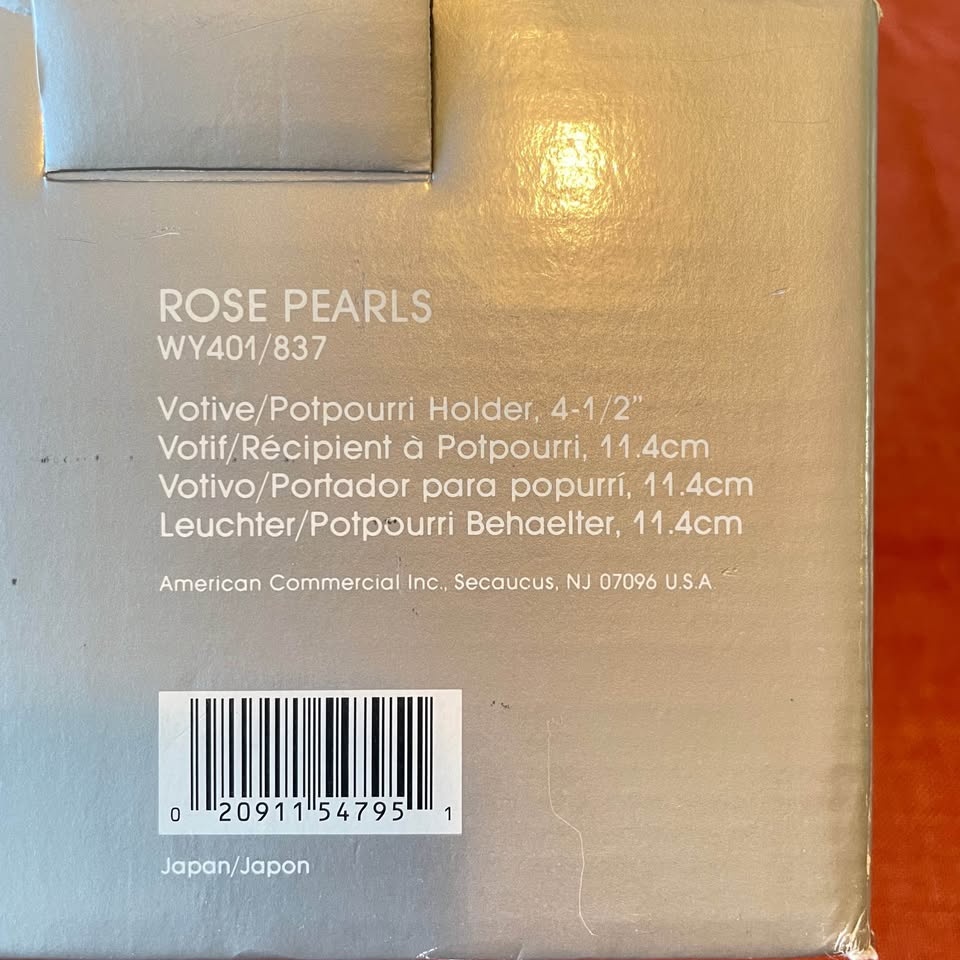 ROSE PEARLS
WY401/837
Votive/Potpourri Holder, 4-1/2”
Votif/Récipient à Potpourri, 11.4cm
Votivo/Portador para popurrí, 11.4cm
Leuchter/Potpourri Behaelter, 11.4cm
American Commercial Inc., Secaucus, NJ 07096 U.S.A.
0 20911 54795 1
Japan/Japon